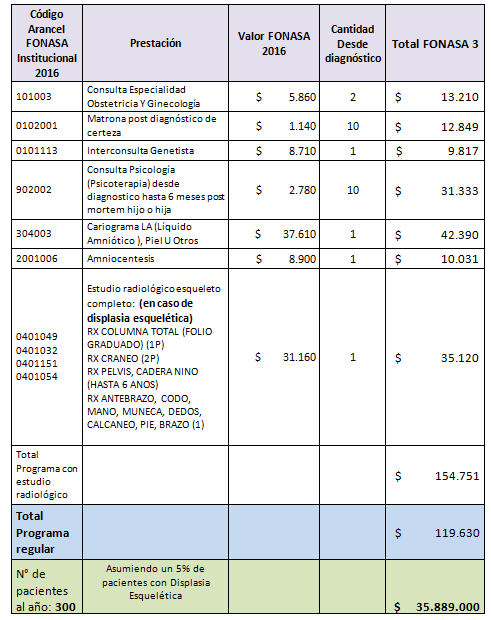 Código
Arancel
FONASA
Institucional
2016
Prestación
Valor FONASA
2016
Cantidad
Desde
diagnóstico
Total FONASA 3
101003
Consulta Especialidad
Obstetricia Y Ginecología
$ 5.860
2
$ 13.210
0102001
Matrona post diagnóstico de
certeza
$ 1.140
10
$ 12.849
0101113
Interconsulta Genetista
$ 8.710
1
$ 9.817
902002
Consulta Psicología
(Psicoterapia) desde
diagnostico hasta 6 meses post
mortem hijo o hija
$ 2.780
10
$ 31.333
304003
Cariograma LA (Líquido
Amniótico ), Piel U Otros
$ 37.610
1
$ 42.390
2001006
Amniocentesis
$ 8.900
1
$ 10.031
0401049
0401032
0401151
0401054
Estudio radiológico esqueleto
completo: (en caso de
displasia esquelética)
RX COLUMNA TOTAL (FOLIO
GRADUADO) (1P)
RX CRANEO (2P)
RX PELVIS, CADERA NINO
(HASTA 6 ANOS)
RX ANTEBRAZO, CODO,
MANO, MUNECA, DEDOS,
CALCANEO, PIE, BRAZO (1)
$ 31.160
1
$ 35.120
Total
Programa con
estudio
radiológico
$ 154.751
Total
Programa
regular
$ 119.630
N° de
pacientes
al año: 300
Asumiendo un 5% de
pacientes con Displasia
Esquelética
$ 35.889.000